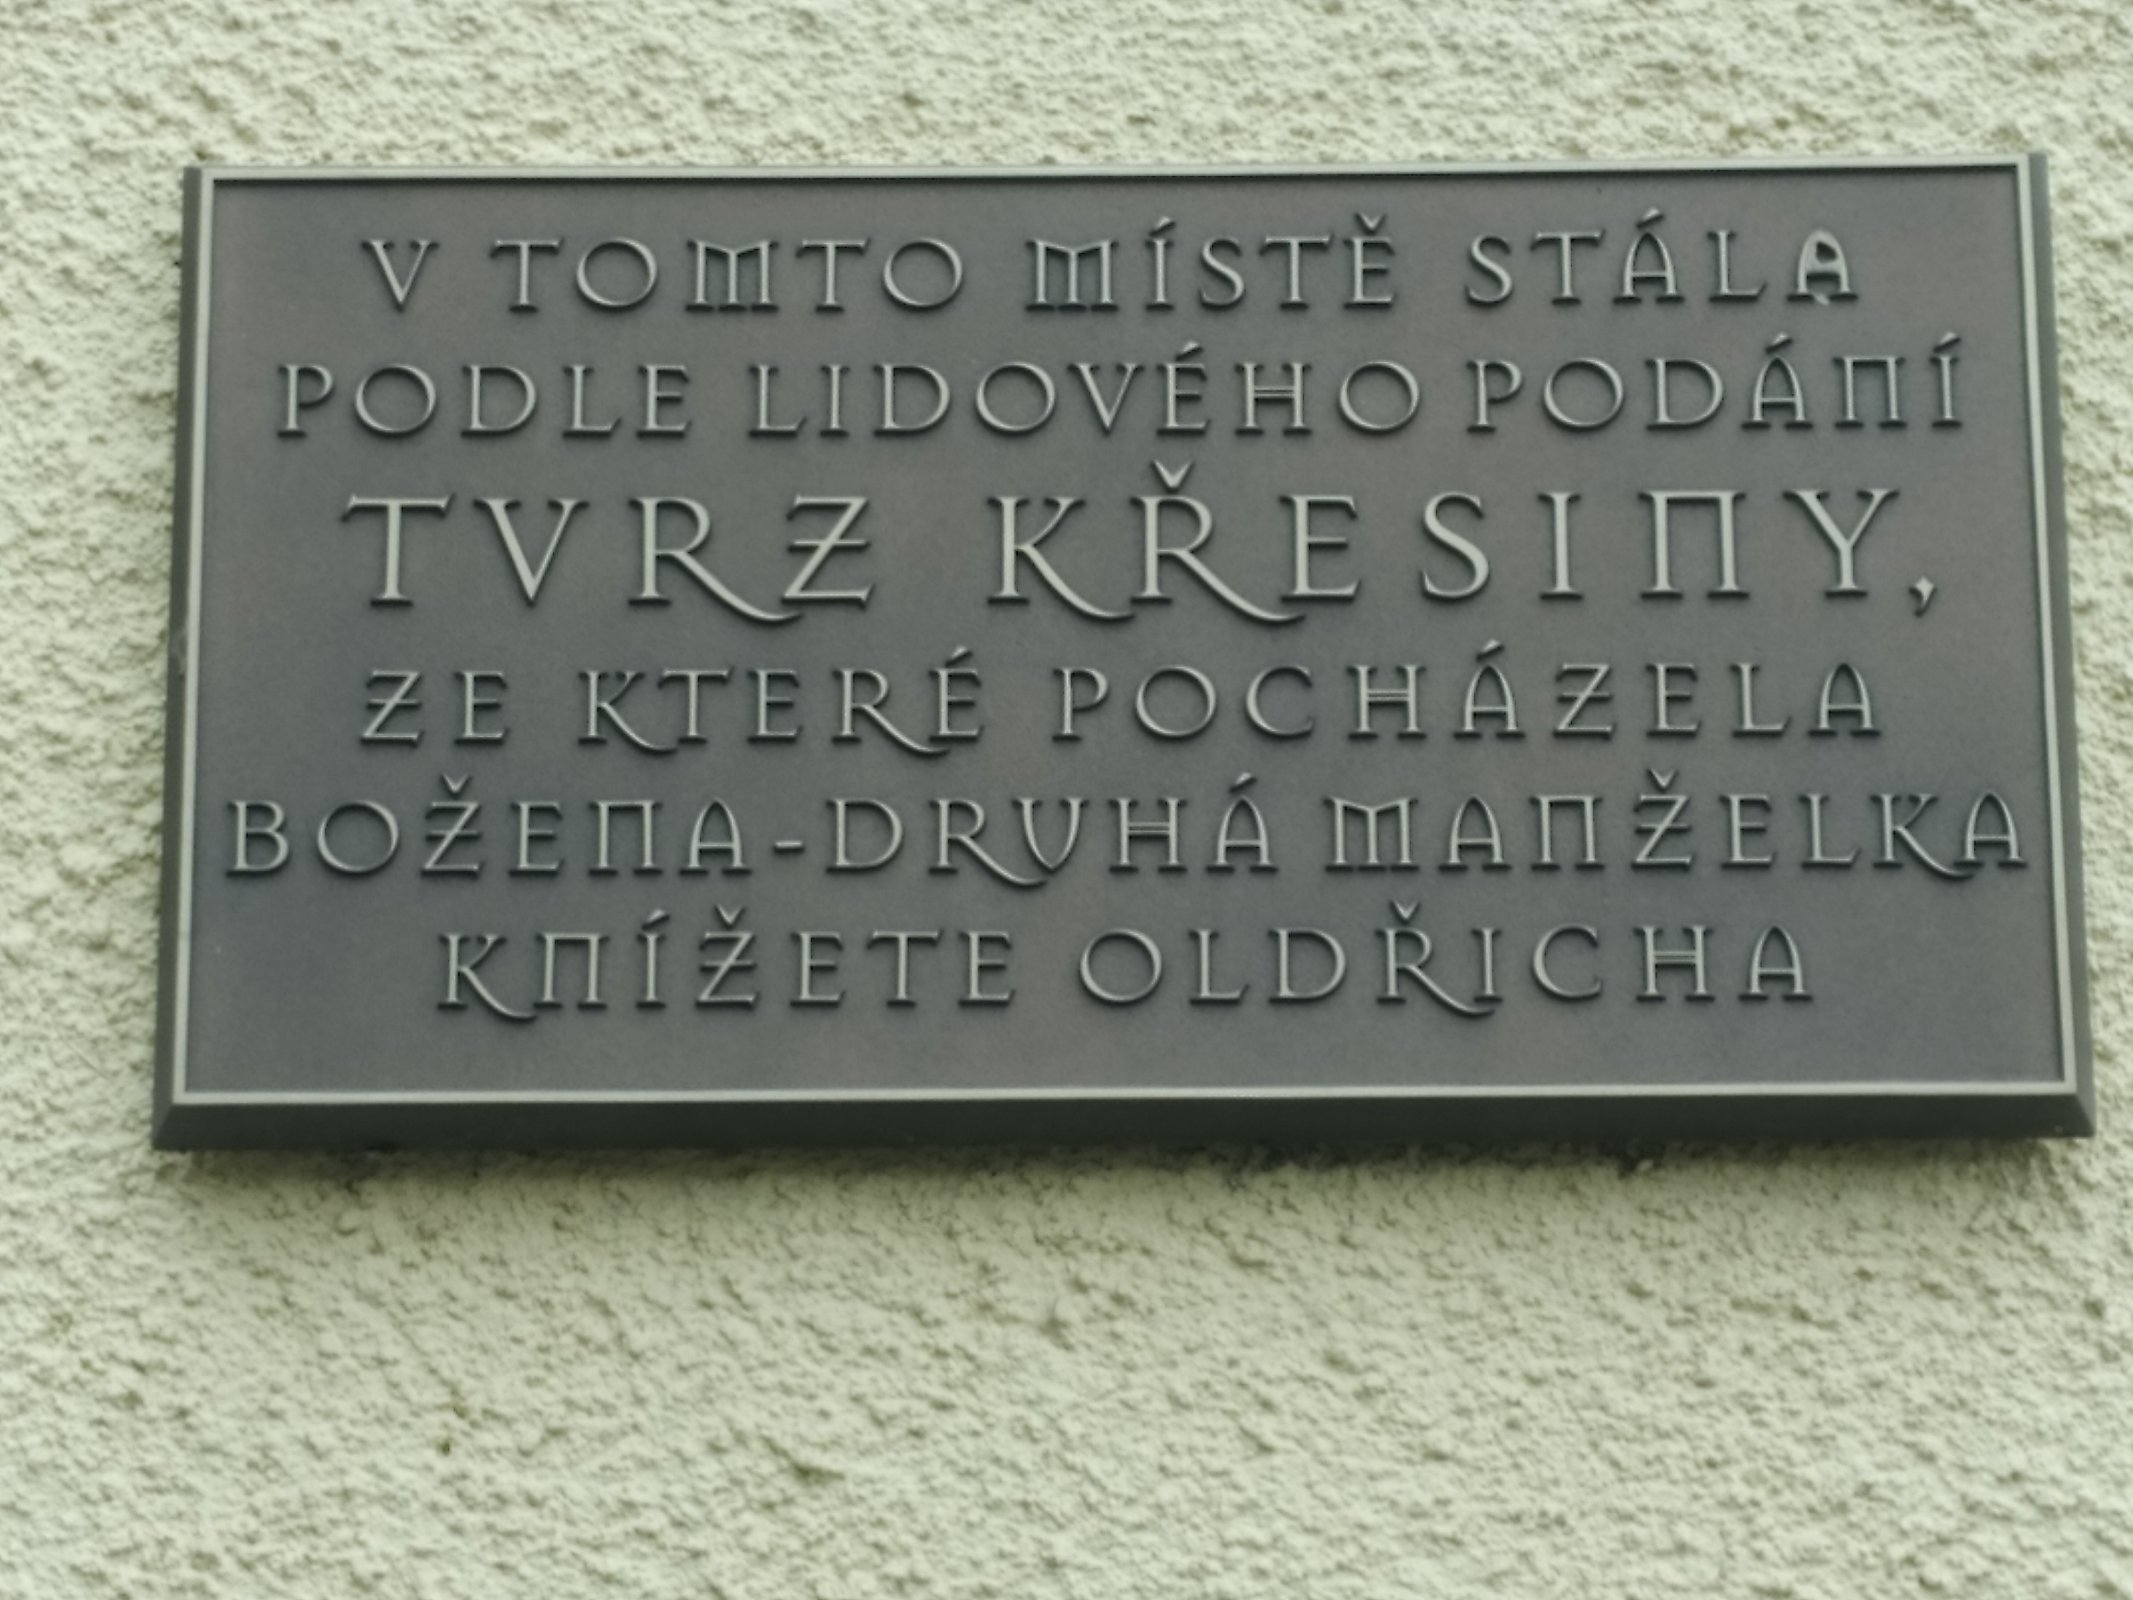 V TOMTO MÍSTĚ STÁLA
PODLE LIDOVÉHO PODÁNÍ
TVRZ KŘESINY,
ZE KTERÉ POCHÁZELA
BOŽENA-DRUHÁ MANŽELKA
KNÍŽETE OLDŘICHA